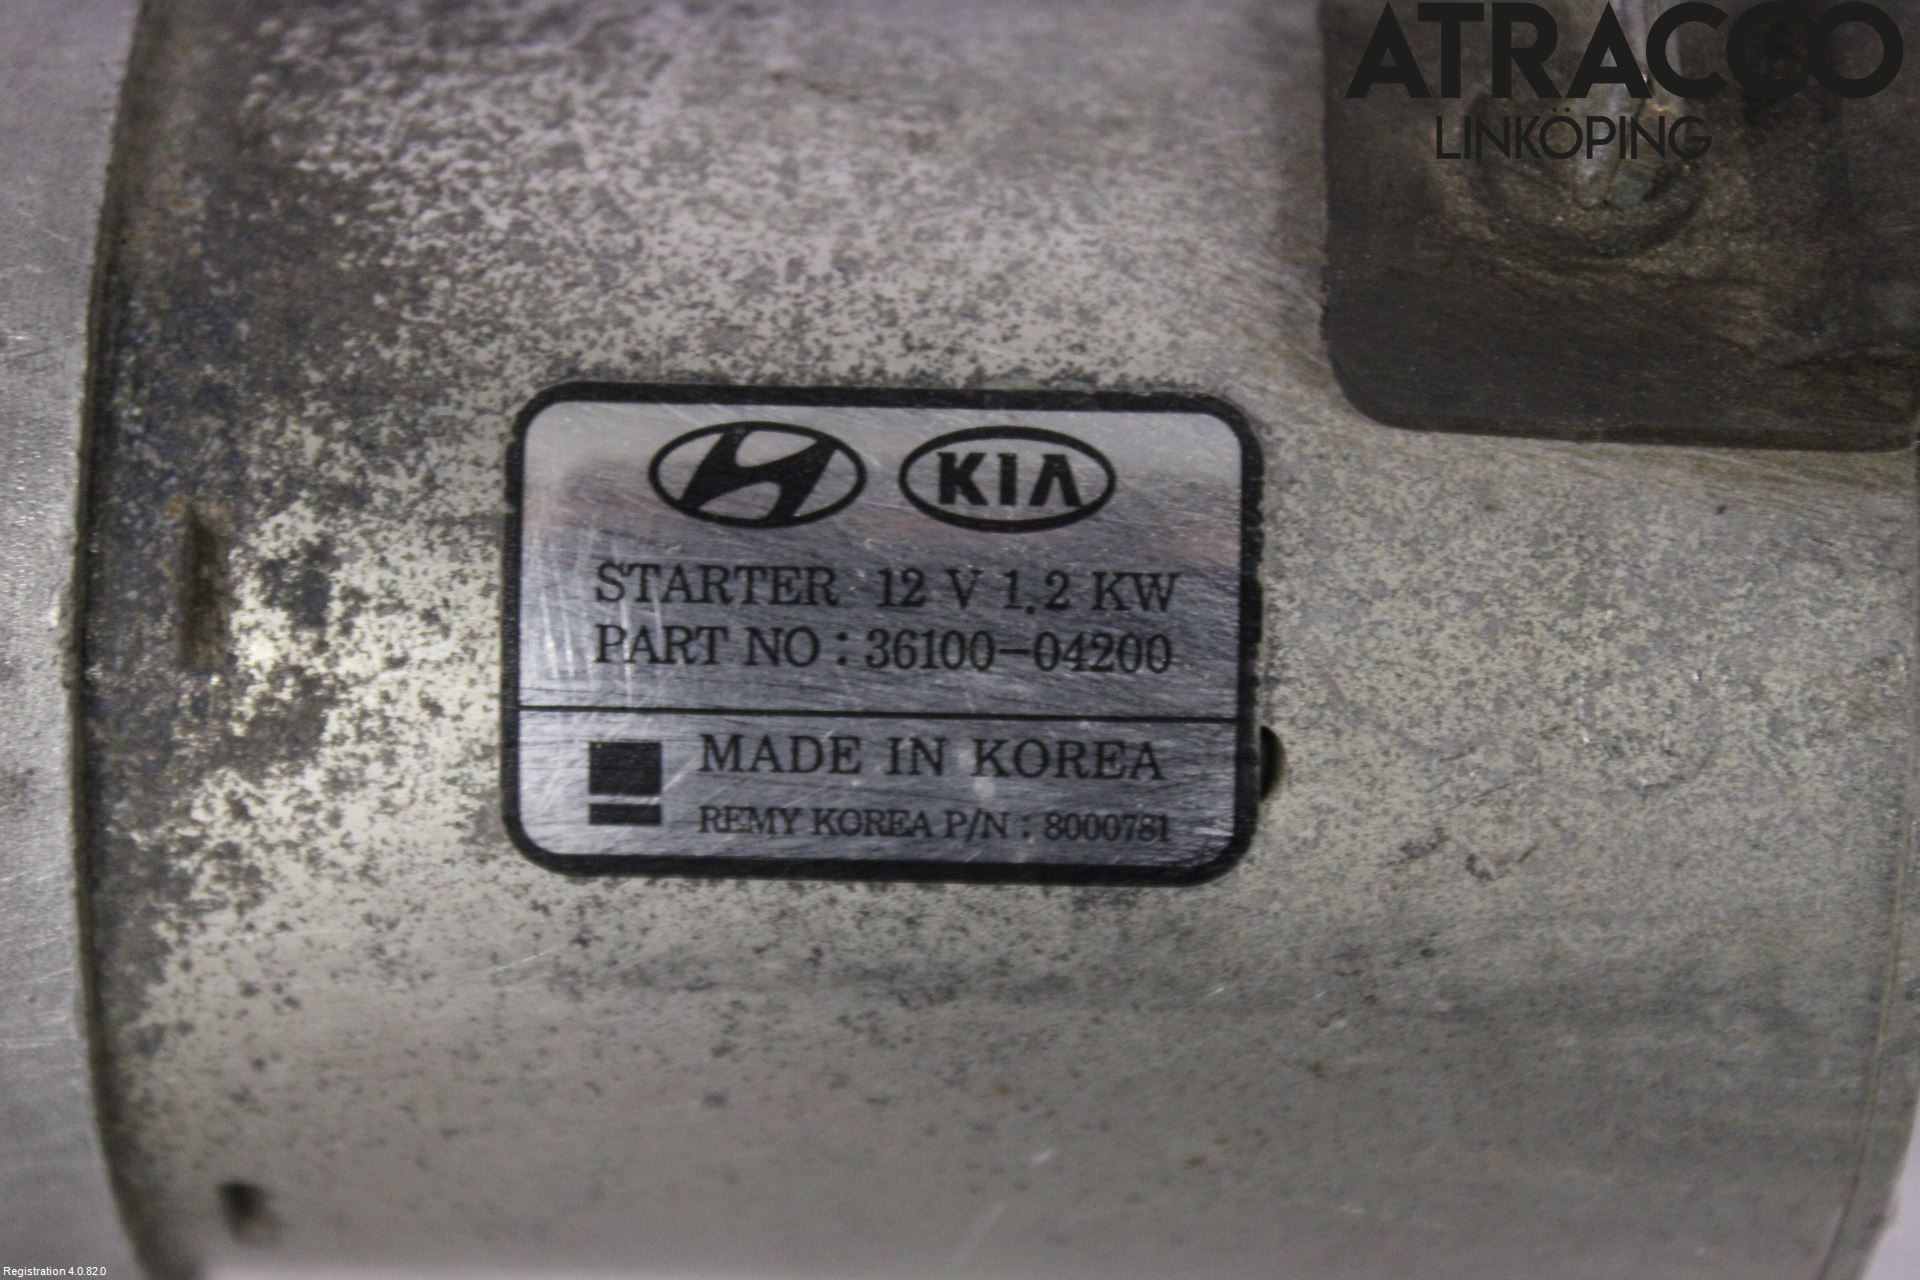 ATRACCO
LINKÖPING
KIA
STARTER 12 V 1.2 KW
PART NO : 36100-04200
MADE IN KOREA
REMY KOREA P/N : 8000781
Registration 4.0.82.0